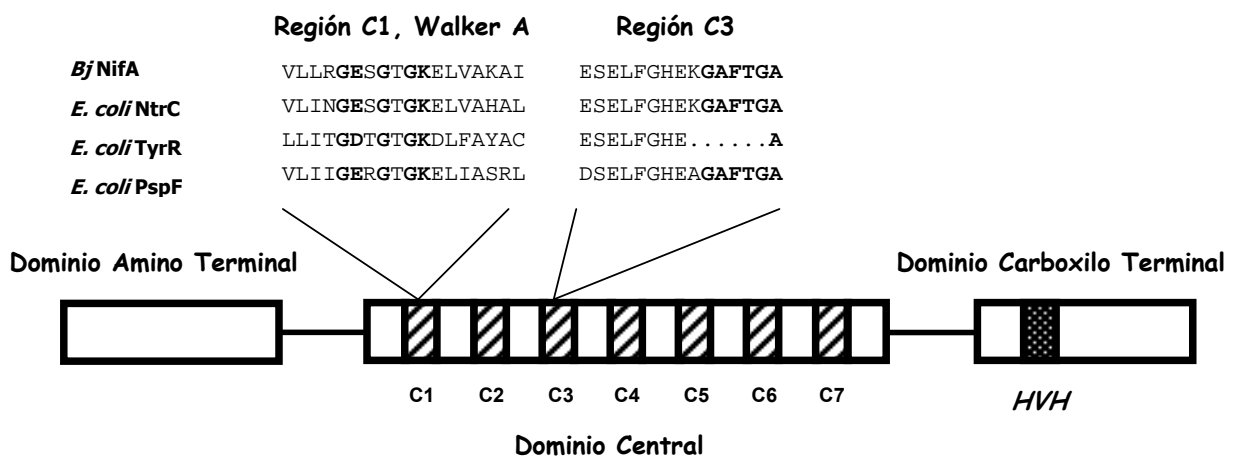 Región C1, Walker A Región C3
Bj NifA VLLRGESGTGKELVAKAI ESELFGHEKGAFTGA
E. coli NtrC VLINGESGTGKELVAHAL ESELFGHEKGAFTGA
E. coli TyrR LLITGDTGTGKDLFAYAC ESELFGHE......A
E. coli PspF VLIIGERGTGKELIASRL DSELFGHEAGAFTGA
Dominio Amino Terminal Dominio Carboxilo Terminal
C1 C2 C3 C4 C5 C6 C7 HVH
Dominio Central